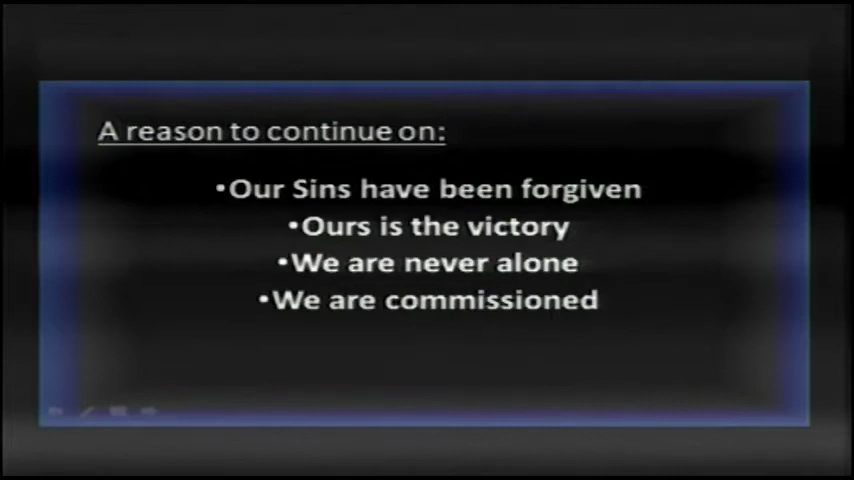 A reason to continue on:
•Our Sins have been forgiven
•Ours is the victory
•We are never alone
•We are commissioned